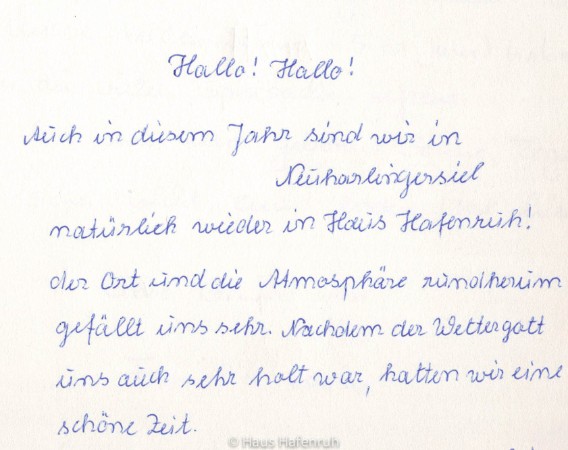 Hallo! Hallo!
Auch in diesem Jahr sind wir in
Neuharlingersiel
natürlich wieder in Haus Hafenruh!
der Ort und die Atmosphäre rundherum
gefällt uns sehr. Nachdem der Wettergott
uns auch sehr holt war, hatten wir eine
schöne Zeit.
© Haus Hafenruh